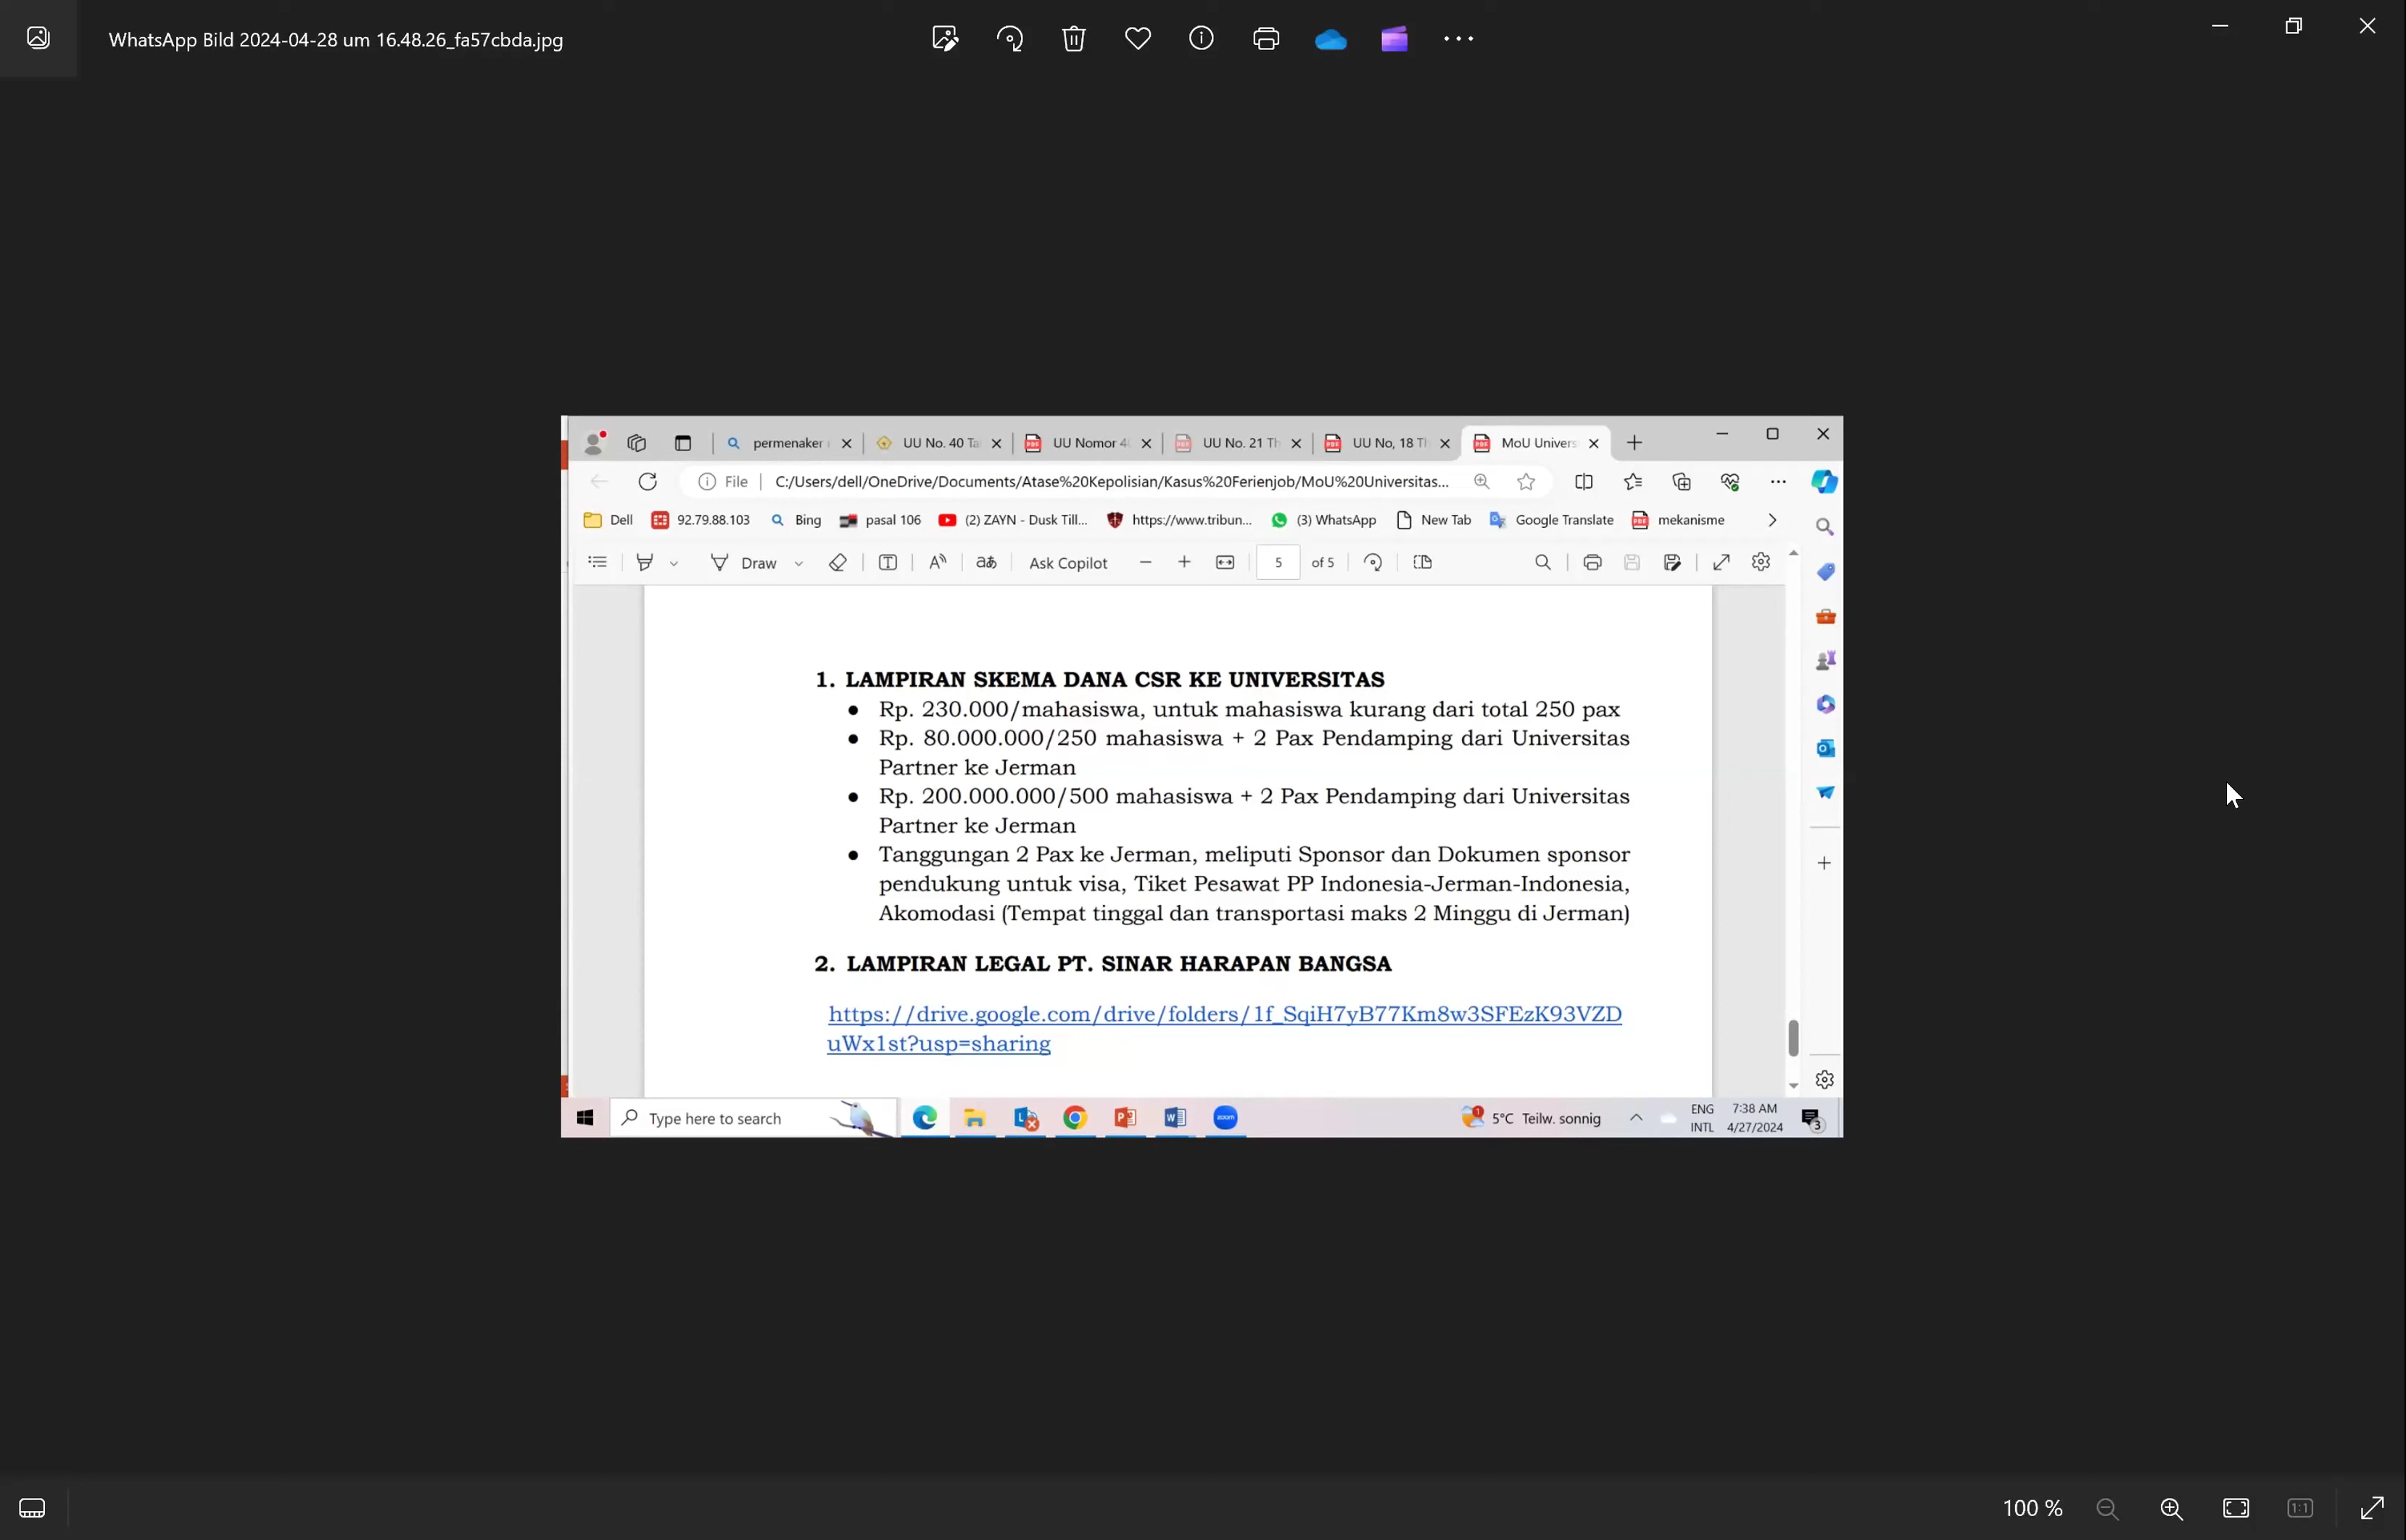 WhatsApp Bild 2024-04-28 um 16.48.26_fa57cbda.jpg
permenaker
UU No. 40 Ta
UU Nomor 4
UU No. 21 Th
UU No, 18 Th
MoU Univers
File
C:/Users/dell/OneDrive/Documents/Atase%20Kepolisian/Kasus%20Ferienjob/MoU%20Universitas...
Dell
92.79.88.103
Bing
pasal 106
(2) ZAYN - Dusk Till...
https://www.tribun...
(3) WhatsApp
New Tab
Google Translate
mekanisme
Draw
Ask Copilot
5
of 5
1. LAMPIRAN SKEMA DANA CSR KE UNIVERSITAS
● Rp. 230.000/mahasiswa, untuk mahasiswa kurang dari total 250 pax
● Rp. 80.000.000/250 mahasiswa + 2 Pax Pendamping dari Universitas
Partner ke Jerman
● Rp. 200.000.000/500 mahasiswa + 2 Pax Pendamping dari Universitas
Partner ke Jerman
● Tanggungan 2 Pax ke Jerman, meliputi Sponsor dan Dokumen sponsor
pendukung untuk visa, Tiket Pesawat PP Indonesia-Jerman-Indonesia,
Akomodasi (Tempat tinggal dan transportasi maks 2 Minggu di Jerman)
2. LAMPIRAN LEGAL PT. SINAR HARAPAN BANGSA
https://drive.google.com/drive/folders/1f_SqiH7yB77Km8w3SFEzK93VZD
uWx1st?usp=sharing
Type here to search
zoom
1
5°C Teilw. sonnig
ENG
INTL
7:38 AM
4/27/2024
3
100 %
1:1